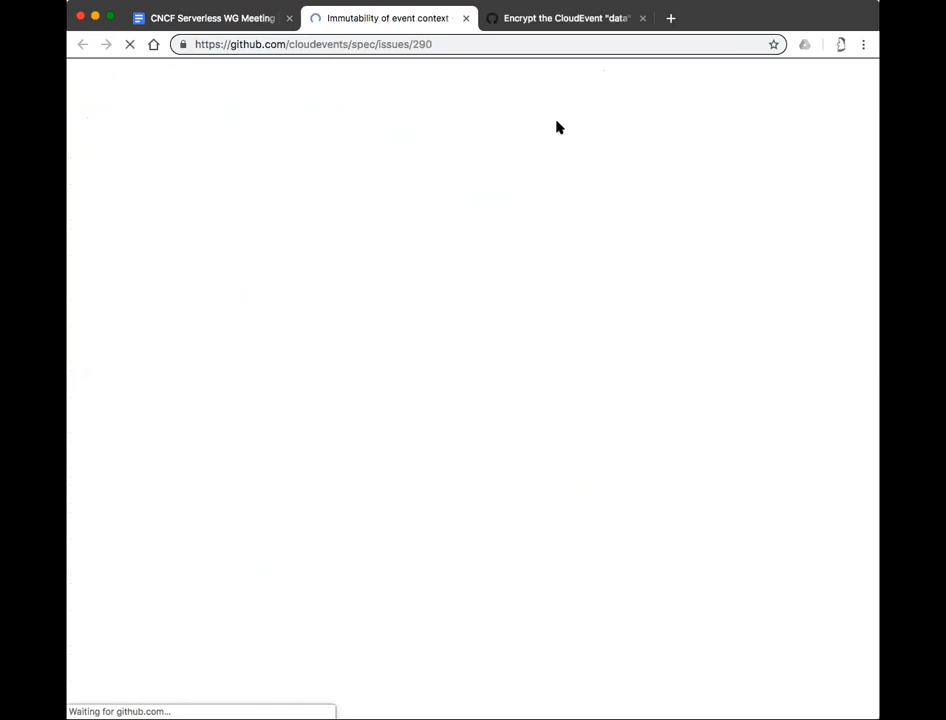 CNCF Serverless WG Meeting
Immutability of event context
Encrypt the CloudEvent "data"
https://github.com/cloudevents/spec/issues/290
Waiting for github.com...